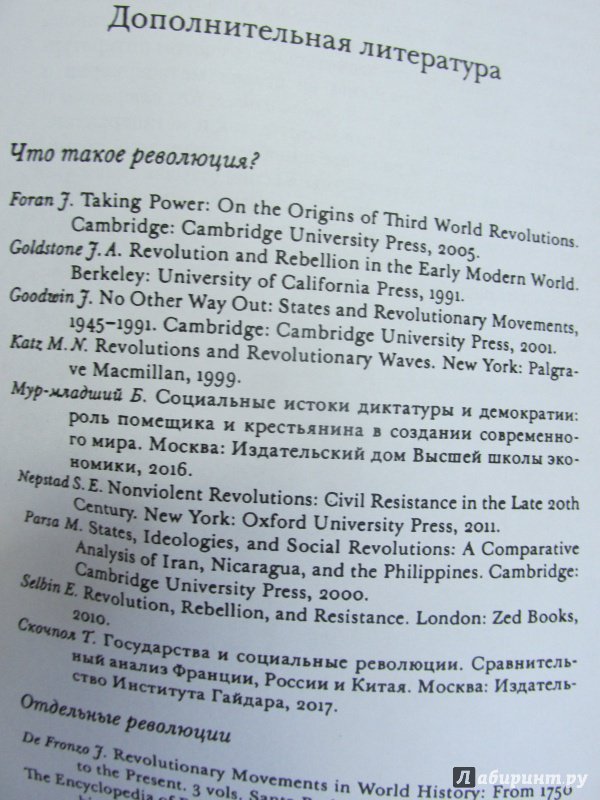 Дополнительная литература
Что такое революция?
Foran J. Taking Power: On the Origins of Third World Revolutions.
Cambridge: Cambridge University Press, 2005.
Goldstone J. A. Revolution and Rebellion in the Early Modern World.
Berkeley: University of California Press, 1991.
Goodwin J. No Other Way Out: States and Revolutionary Movements,
1945–1991. Cambridge: Cambridge University Press, 2001.
Katz M. N. Revolutions and Revolutionary Waves. New York: Palgra-
ve Macmillan, 1999.
Мур-младший Б. Социальные истоки диктатуры и демократии:
роль помещика и крестьянина в создании современно-
го мира. Москва: Издательский дом Высшей школы эко-
номики, 2016.
Nepstad S. E. Nonviolent Revolutions: Civil Resistance in the Late 20th
Century. New York: Oxford University Press, 2011.
Parsa M. States, Ideologies, and Social Revolutions: A Comparative
Analysis of Iran, Nicaragua, and the Philippines. Cambridge:
Cambridge University Press, 2000.
Selbin E. Revolution, Rebellion, and Resistance. London: Zed Books,
2010.
Скочпол Т. Государства и социальные революции. Сравнитель-
ный анализ Франции, России и Китая. Москва: Издатель-
ство Института Гайдара, 2017.
Отдельные революции
De Fronzo J. Revolutionary Movements in World History: From 1750
to the Present. 3 vols. Santa
The Encyclopedia of
Лабиринт.ру